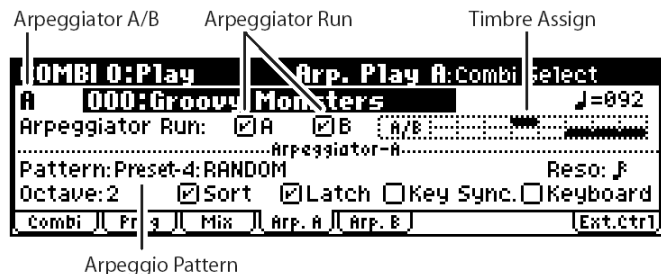 Arpeggiator A/B Arpeggiator Run Timbre Assign
COMBI 0:Play Arp. Play A:Combi Select
A 000:Groovy Monsters ♩=092
Arpeggiator Run: A B A/B
Arpeggiator-A
Pattern:Preset-4:RANDOM Reso:♪
Octave:2 Sort Latch Key Sync. Keyboard
Combi Prog Mix Arp. A Arp. B Ext.Ctrl
Arpeggio Pattern